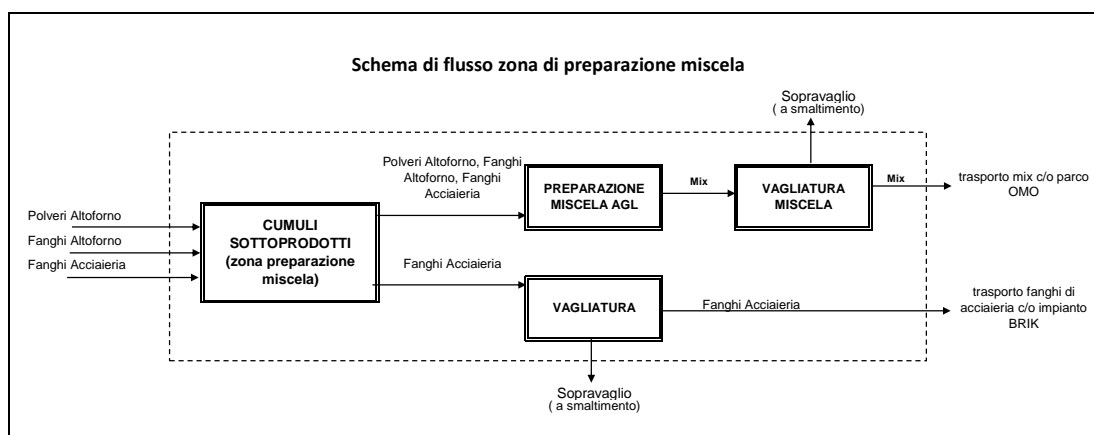 Schema di flusso zona di preparazione miscela
Sopravaglio
( a smaltimento)
Polveri Altoforno, Fanghi
Altoforno, Fanghi
Acciaieria
PREPARAZIONE
MISCELA AGL
Mix
VAGLIATURA
MISCELA
Mix
trasporto mix c/o parco
OMO
Polveri Altoforno
Fanghi Altoforno
Fanghi Acciaieria
CUMULI
SOTTOPRODOTTI
(zona preparazione
miscela)
Fanghi Acciaieria
VAGLIATURA
Fanghi Acciaieria
trasporto fanghi di
acciaieria c/o impianto
BRIK
Sopravaglio
( a smaltimento)